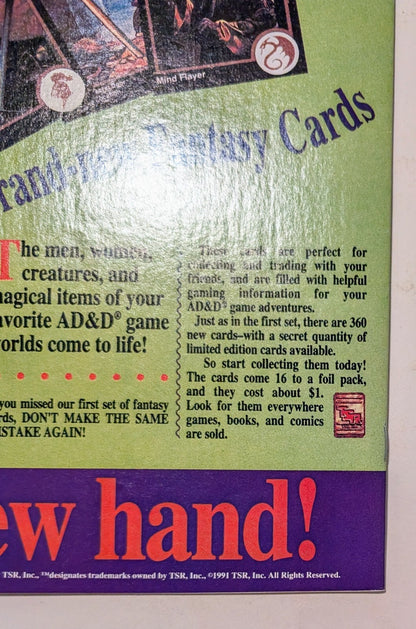 Mind Flayer
rand-new Fantasy Cards
The men, women,
creatures, and
magical items of your
avorite AD&D® game
worlds come to life!
you missed our first set of fantasy
rds, DON'T MAKE THE SAME
ISTAKE AGAIN!
These cards are perfect for
collecting and trading with your
friends, and are filled with helpful
gaming information for your
AD&D® game adventures.
Just as in the first set, there are 360
new cards–with a secret quantity of
limited edition cards available.
So start collecting them today!
The cards come 16 to a foil pack,
and they cost about $1.
Look for them everywhere
games, books, and comics
are sold.
ew hand!
TSR, Inc., ™designates trademarks owned by TSR, Inc., ©1991 TSR, Inc. All Rights Reserved.